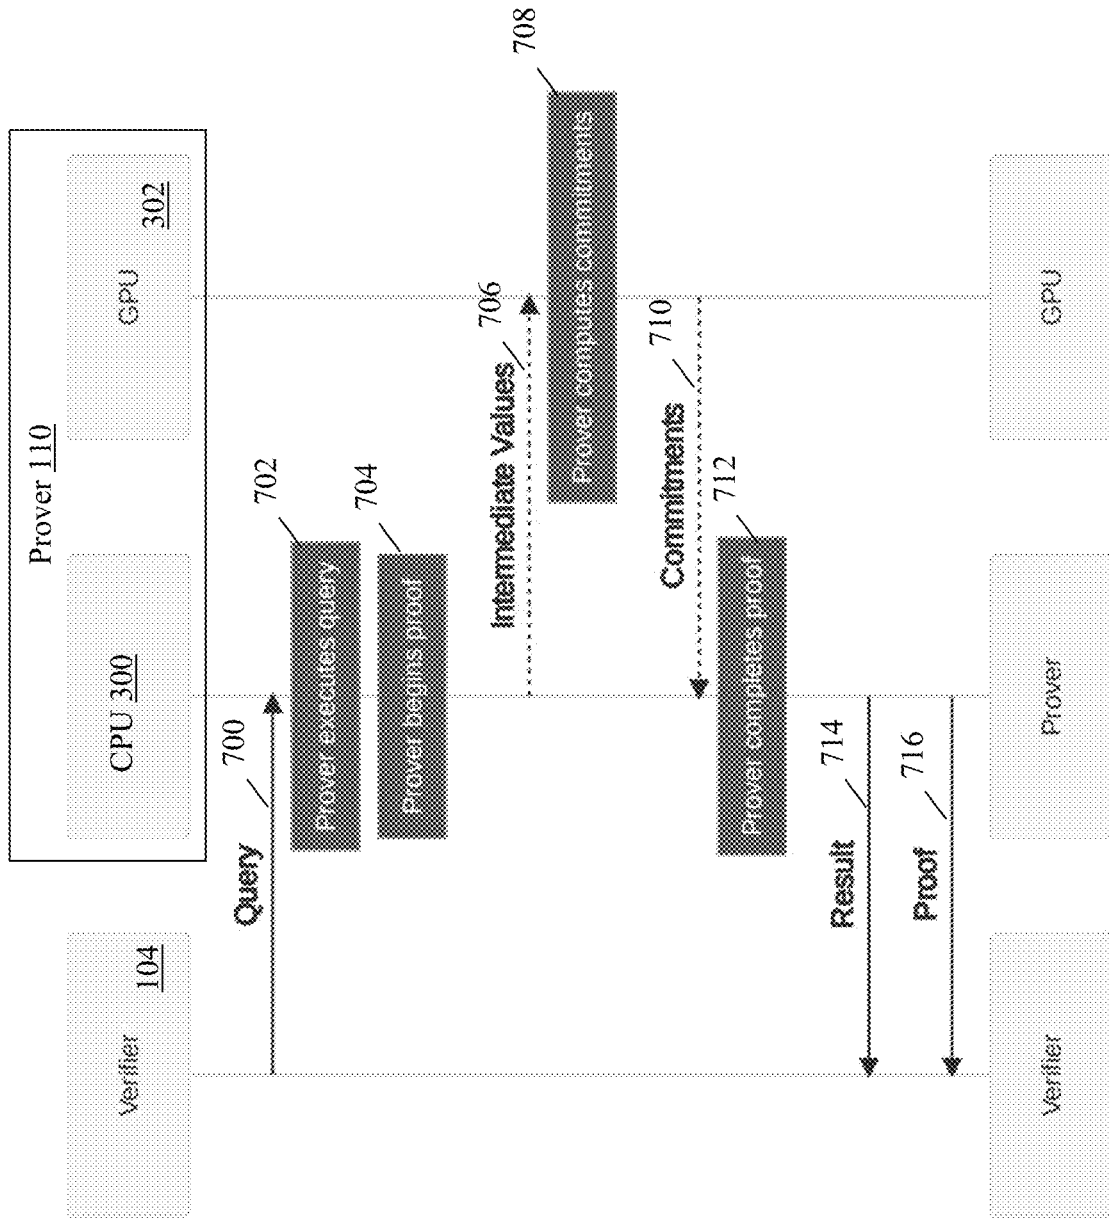 Prover 110
Verifier
104
CPU 300
GPU
302
Query
700
Prover executes query
702
Prover begins proof
704
Intermediate Values
706
Prover computes commitments
708
Commitments
710
Prover completes proof
712
Result
714
Proof
716
Verifier
Prover
GPU